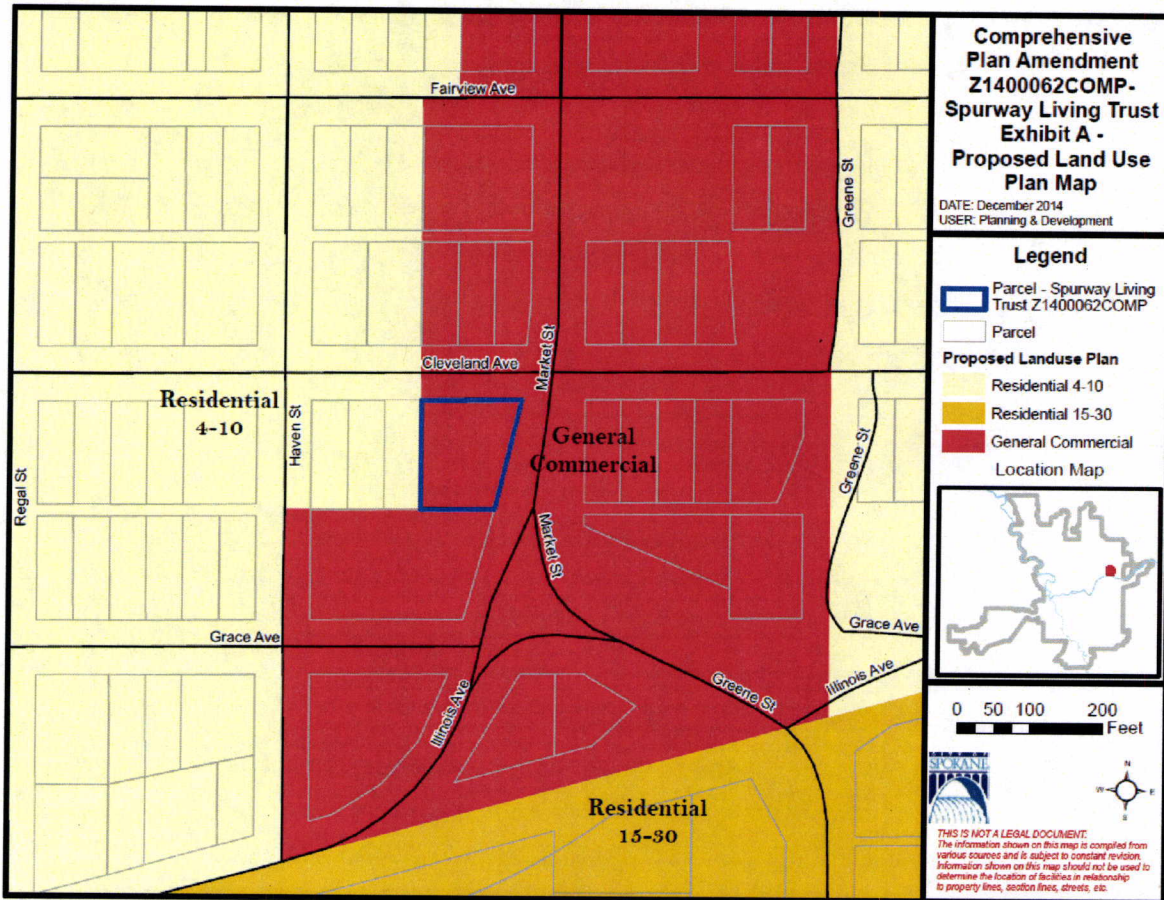 Fairview Ave
Greene St
Market St
Cleveland Ave
Residential
4-10
Haven St
General
Commercial
Regal St
Greene St
Market St
Grace Ave
Grace Ave
Illinois Ave
Illinois Ave
Greene St
Residential
15-30
Comprehensive
Plan Amendment
Z1400062COMP-
Spurway Living Trust
Exhibit A -
Proposed Land Use
Plan Map
DATE: December 2014
USER: Planning & Development
Legend
Parcel - Spurway Living
Trust Z1400062COMP
Parcel
Proposed Landuse Plan
Residential 4-10
Residential 15-30
General Commercial
Location Map
0 50 100 200
Feet
SPOKANE
N
W E
S
THIS IS NOT A LEGAL DOCUMENT.
The information shown on this map is compiled from
various sources and is subject to constant revision.
Information shown on this map should not be used to
determine the location of facilities in relationship
to property lines, section lines, streets, etc.